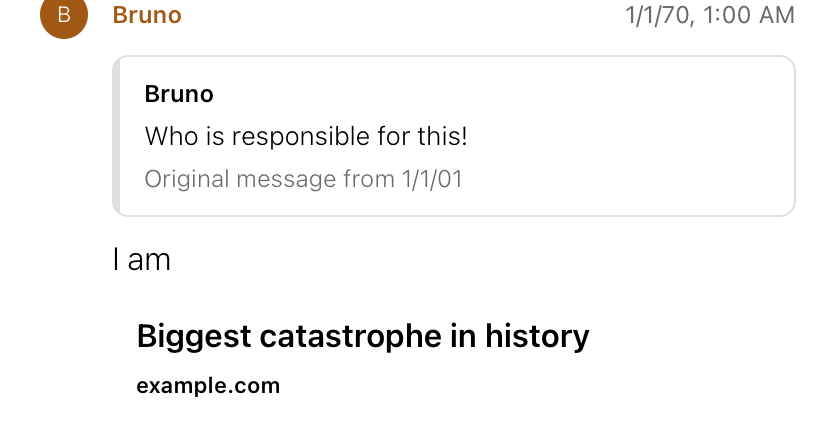 B
Bruno
1/1/70, 1:00 AM
Bruno
Who is responsible for this!
Original message from 1/1/01
I am
Biggest catastrophe in history
example.com